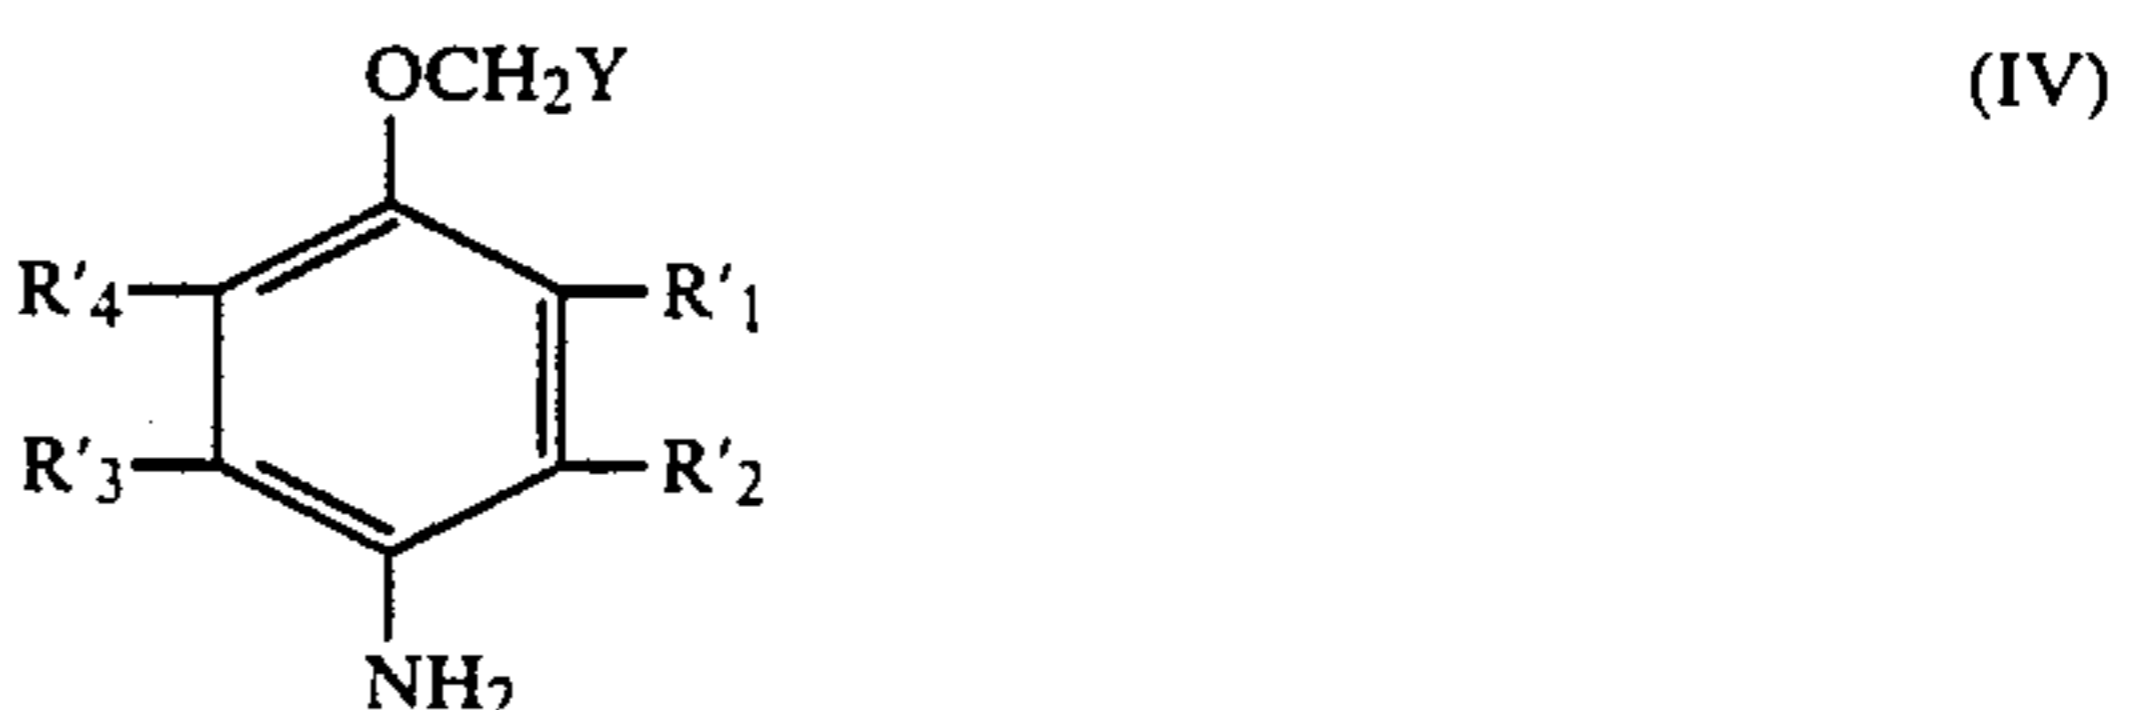 OCH₂Y (IV)
R'₄ R'₁
R'₃ R'₂
NH₂